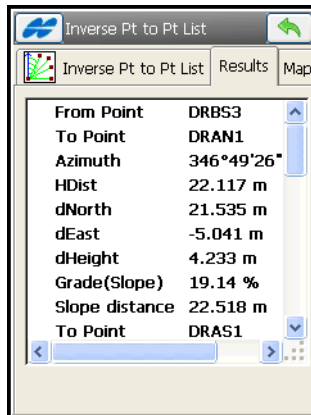 Inverse Pt to Pt List
Inverse Pt to Pt List Results Map
From Point DRBS3
To Point DRAN1
Azimuth 346°49'26"
HDist 22.117 m
dNorth 21.535 m
dEast -5.041 m
dHeight 4.233 m
Grade(Slope) 19.14 %
Slope distance 22.518 m
To Point DRAS1